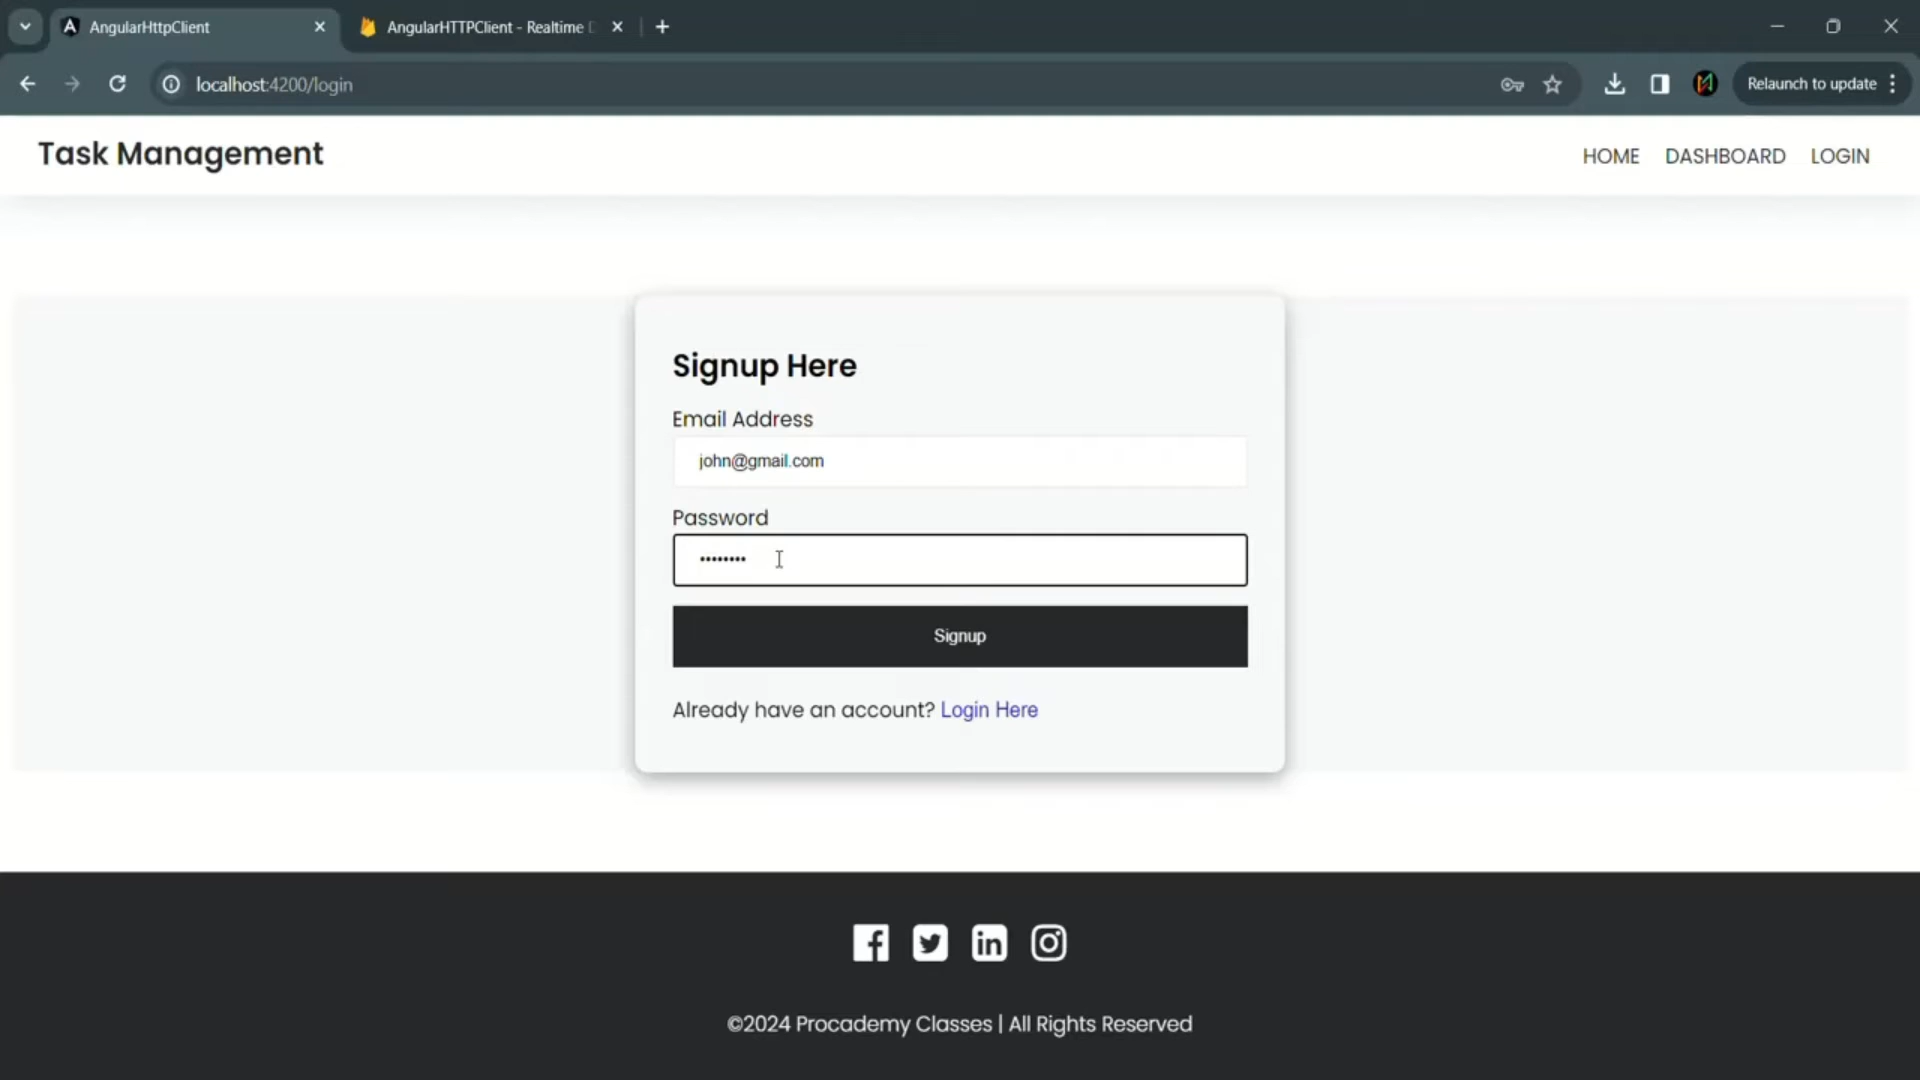 AngularHttpClient
AngularHTTPClient - Realtime
localhost:4200/login
Relaunch to update
Task Management
HOME DASHBOARD LOGIN
Signup Here
Email Address
john@gmail.com
Password
••••••••
Signup
Already have an account? Login Here
©2024 Procademy Classes | All Rights Reserved